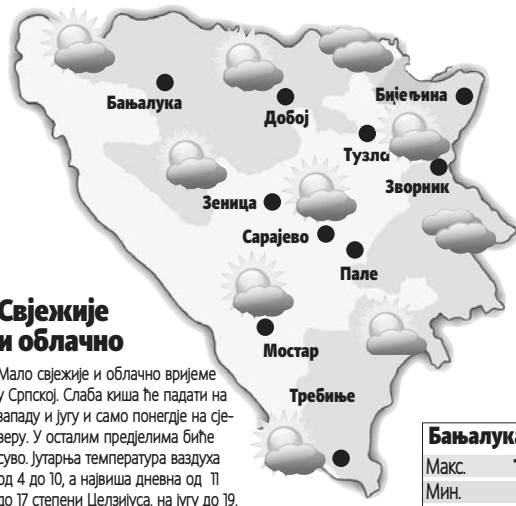 Бањалука
Добој
Бијељина
Тузла
Зворник
Зеница
Сарајево
Пале
Мостар
Требиње
Свјежије
и облачно
Мало свјежије и облачно вријеме
у Српској. Слаба киша ће падати на
западу и југу и само понегдје на сје-
веру. У осталим предјелима биће
суво. Јутарња температура ваздуха
од 4 до 10, а највиша дневна од 11
до 17 степени Целзијуса, на југу до 19.
Бањалука
Макс.
Мин.